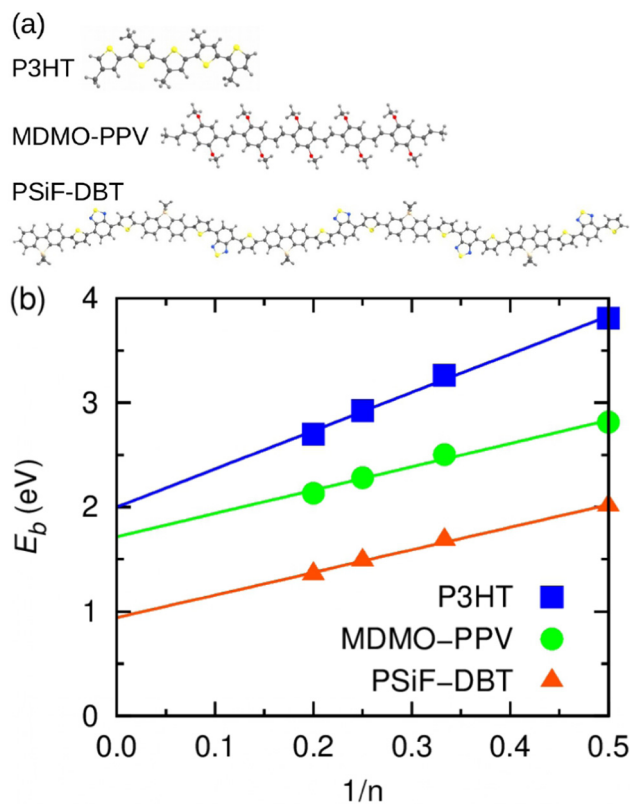 (a)
P3HT
MDMO-PPV
PSiF-DBT
(b)
4
3
2
1
0
E_b (eV)
P3HT
MDMO–PPV
PSiF–DBT
0.0 0.1 0.2 0.3 0.4 0.5
1/n